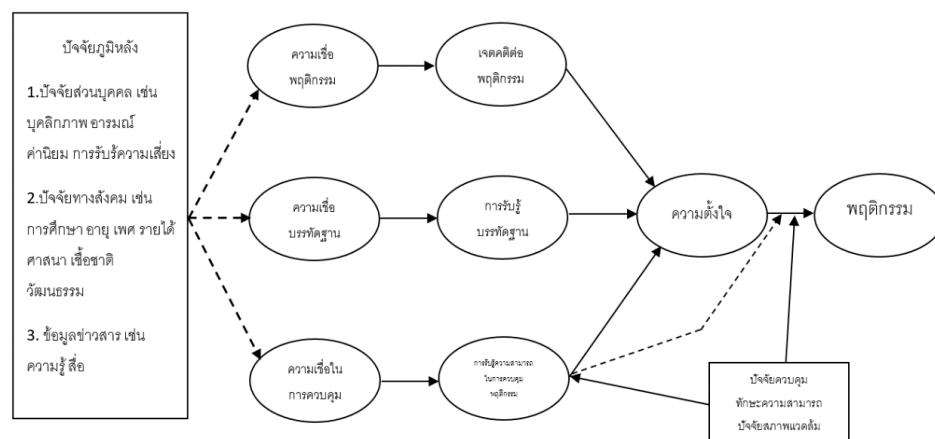 ปัจจัยภูมิหลัง
1.ปัจจัยส่วนบุคคล เช่น
บุคลิกภาพ อารมณ์
ค่านิยม การรับรู้ความเสี่ยง
2.ปัจจัยทางสังคม เช่น
การศึกษา อายุ เพศ รายได้
ศาสนา เชื้อชาติ
วัฒนธรรม
3. ข้อมูลข่าวสาร เช่น
ความรู้ สื่อ
ความเชื่อ
พฤติกรรม
เจตคติต่อ
พฤติกรรม
ความเชื่อ
บรรทัดฐาน
การรับรู้
บรรทัดฐาน
ความตั้งใจ
พฤติกรรม
ความเชื่อใน
การควบคุม
การรับรู้ความสามารถ
ในการควบคุม
พฤติกรรม
ปัจจัยควบคุม
ทักษะความสามารถ
ปัจจัยสภาพแวดล้อม